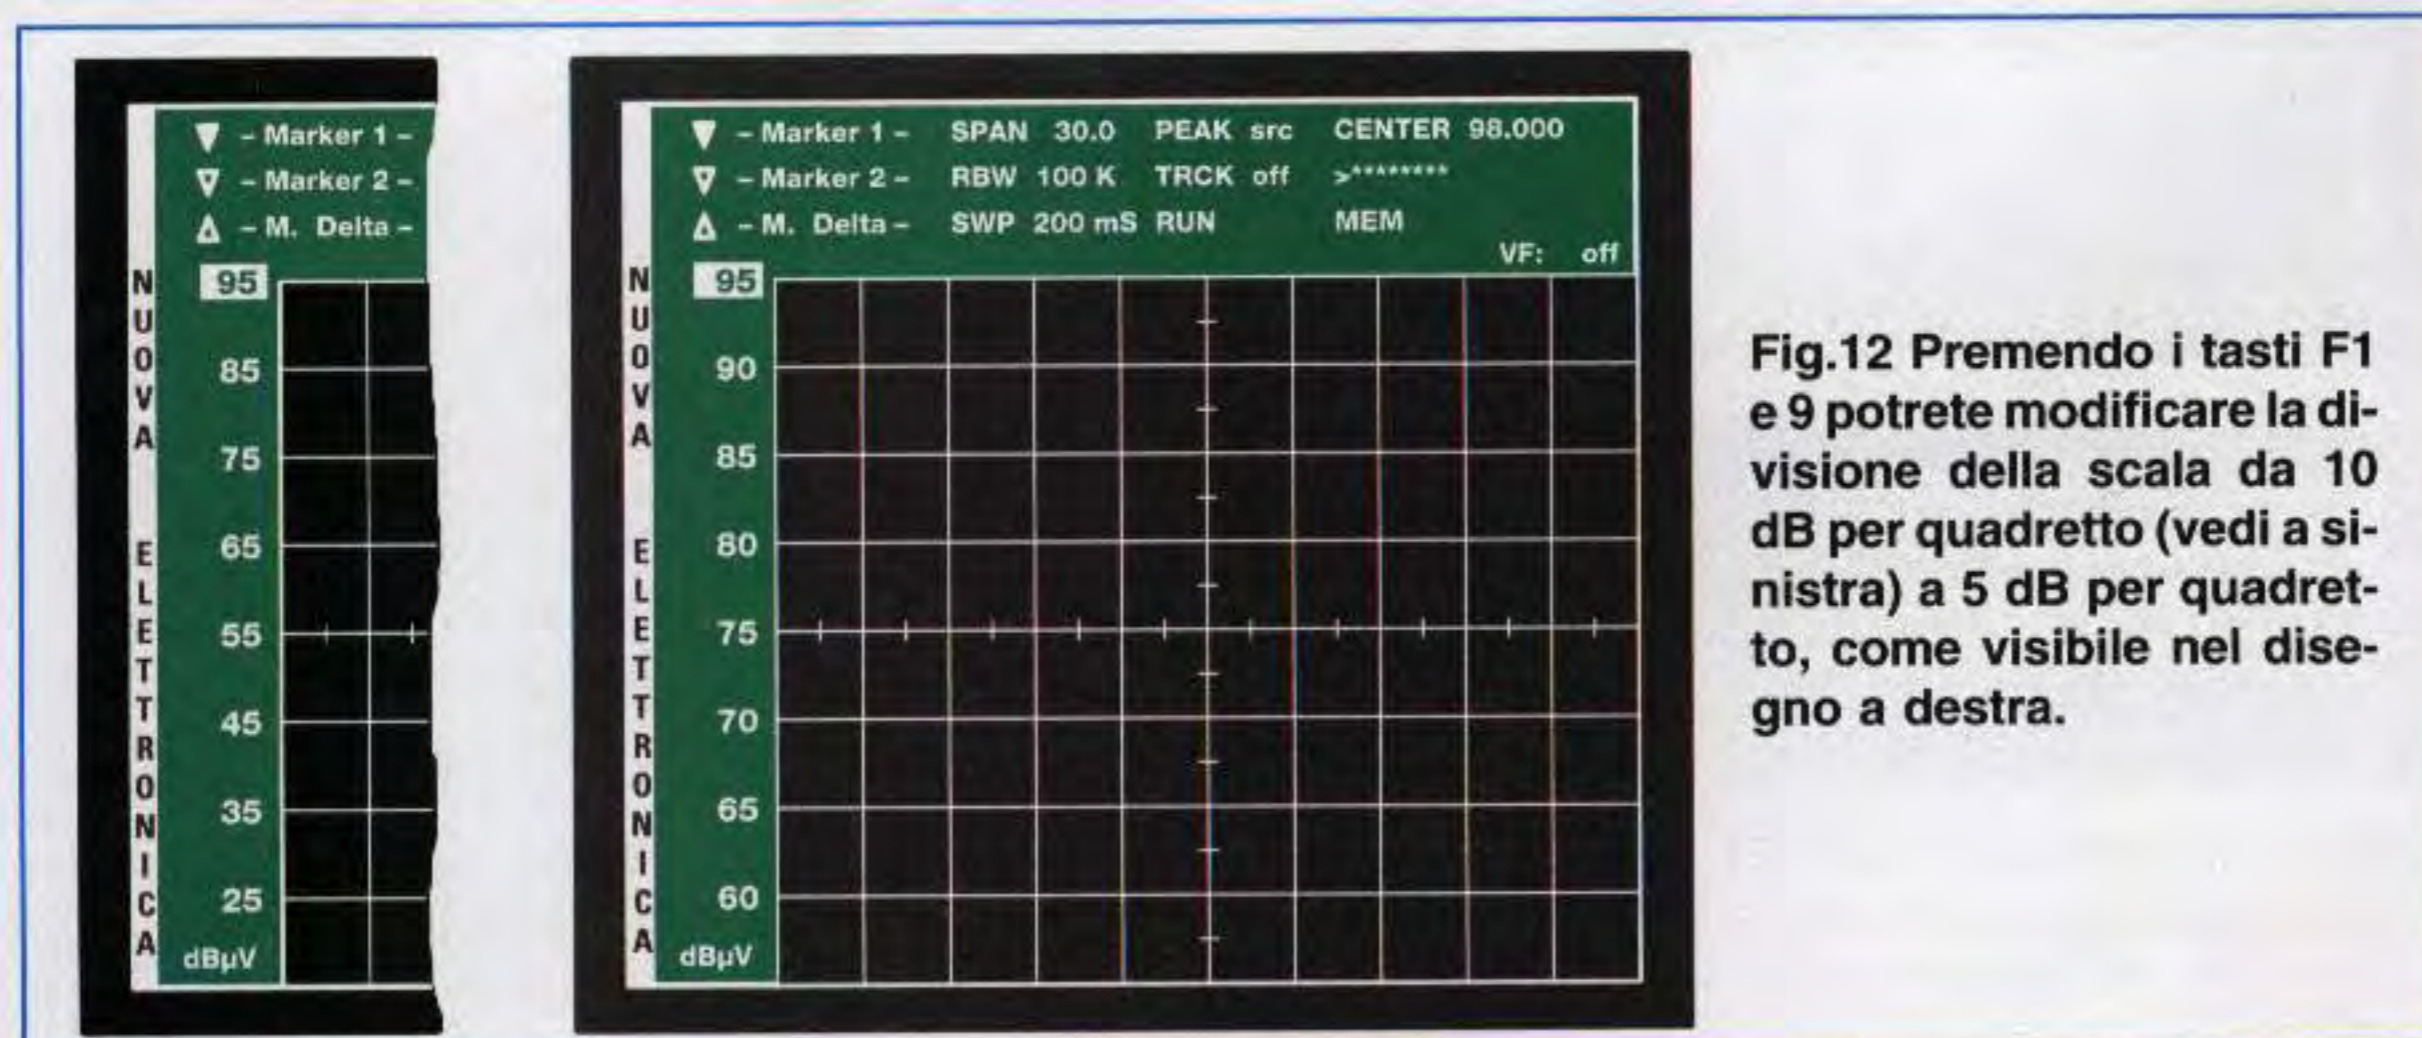 – Marker 1 –
– Marker 2 –
– M. Delta –
NUOVA ELETTRONICA
95
85
75
65
55
45
35
25
dBµV
– Marker 1 – SPAN 30.0 PEAK src CENTER 98.000
– Marker 2 – RBW 100 K TRCK off >********
– M. Delta – SWP 200 mS RUN MEM
VF: off
NUOVA ELETTRONICA
95
90
85
80
75
70
65
60
dBµV
Fig.12 Premendo i tasti F1
e 9 potrete modificare la di-
visione della scala da 10
dB per quadretto (vedi a si-
nistra) a 5 dB per quadret-
to, come visibile nel dise-
gno a destra.